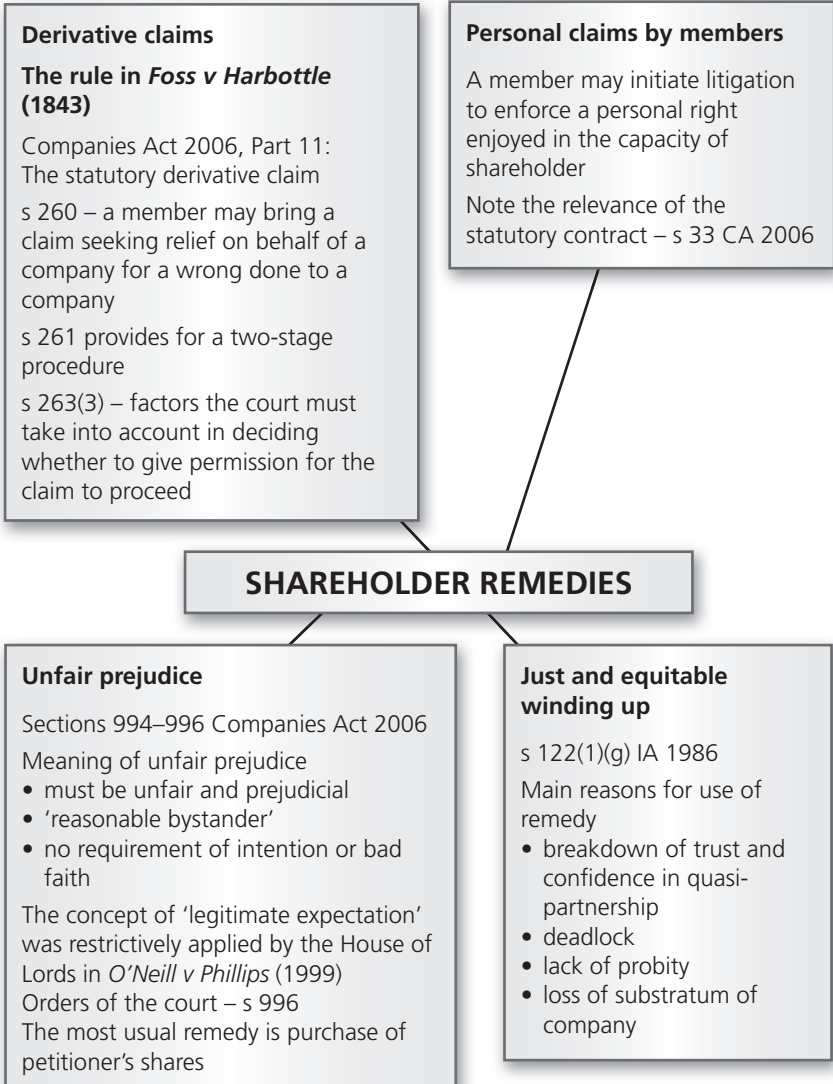 Derivative claims
The rule in Foss v Harbottle
(1843)
Companies Act 2006, Part 11:
The statutory derivative claim
s 260 – a member may bring a
claim seeking relief on behalf of a
company for a wrong done to a
company
s 261 provides for a two-stage
procedure
s 263(3) – factors the court must
take into account in deciding
whether to give permission for the
claim to proceed
Personal claims by members
A member may initiate litigation
to enforce a personal right
enjoyed in the capacity of
shareholder
Note the relevance of the
statutory contract – s 33 CA 2006
SHAREHOLDER REMEDIES
Unfair prejudice
Sections 994–996 Companies Act 2006
Meaning of unfair prejudice
• must be unfair and prejudicial
• ‘reasonable bystander’
• no requirement of intention or bad
faith
The concept of ‘legitimate expectation’
was restrictively applied by the House of
Lords in O’Neill v Phillips (1999)
Orders of the court – s 996
The most usual remedy is purchase of
petitioner’s shares
Just and equitable
winding up
s 122(1)(g) IA 1986
Main reasons for use of
remedy
• breakdown of trust and
confidence in quasi-
partnership
• deadlock
• lack of probity
• loss of substratum of
company